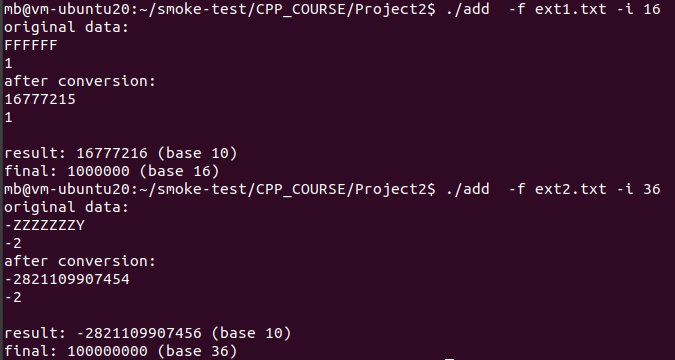 mb@vm-ubuntu20:~/smoke-test/CPP_COURSE/Project2$ ./add  -f ext1.txt -i 16
original data:
FFFFFF
1
after conversion:
16777215
1

result: 16777216 (base 10)
final: 1000000 (base 16)
mb@vm-ubuntu20:~/smoke-test/CPP_COURSE/Project2$ ./add  -f ext2.txt -i 36
original data:
-ZZZZZZZY
-2
after conversion:
-2821109907454
-2

result: -2821109907456 (base 10)
final: 100000000 (base 36)